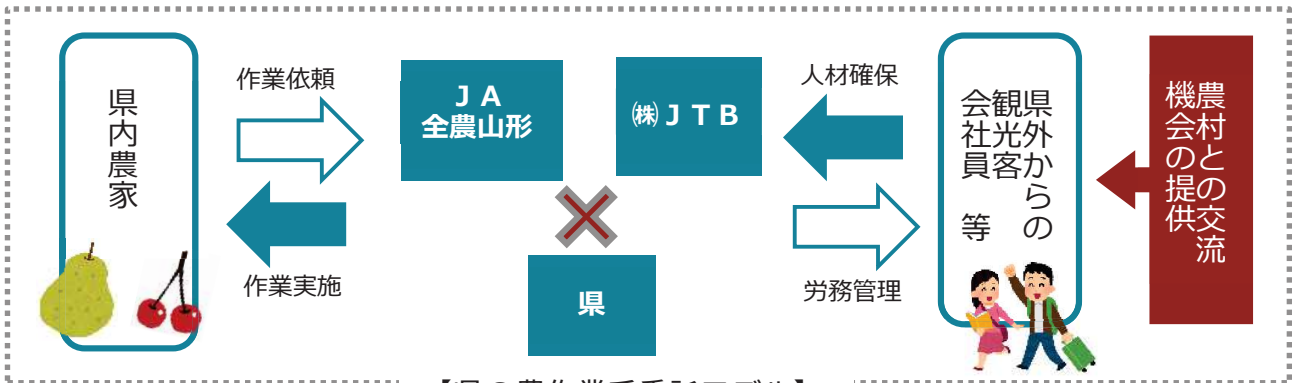 県内農家
作業依頼
作業実施
ＪＡ
全農山形
㈱ＪＴＢ
県
人材確保
労務管理
県外からの
観光客
会社員 等
農村との交流
機会の提供